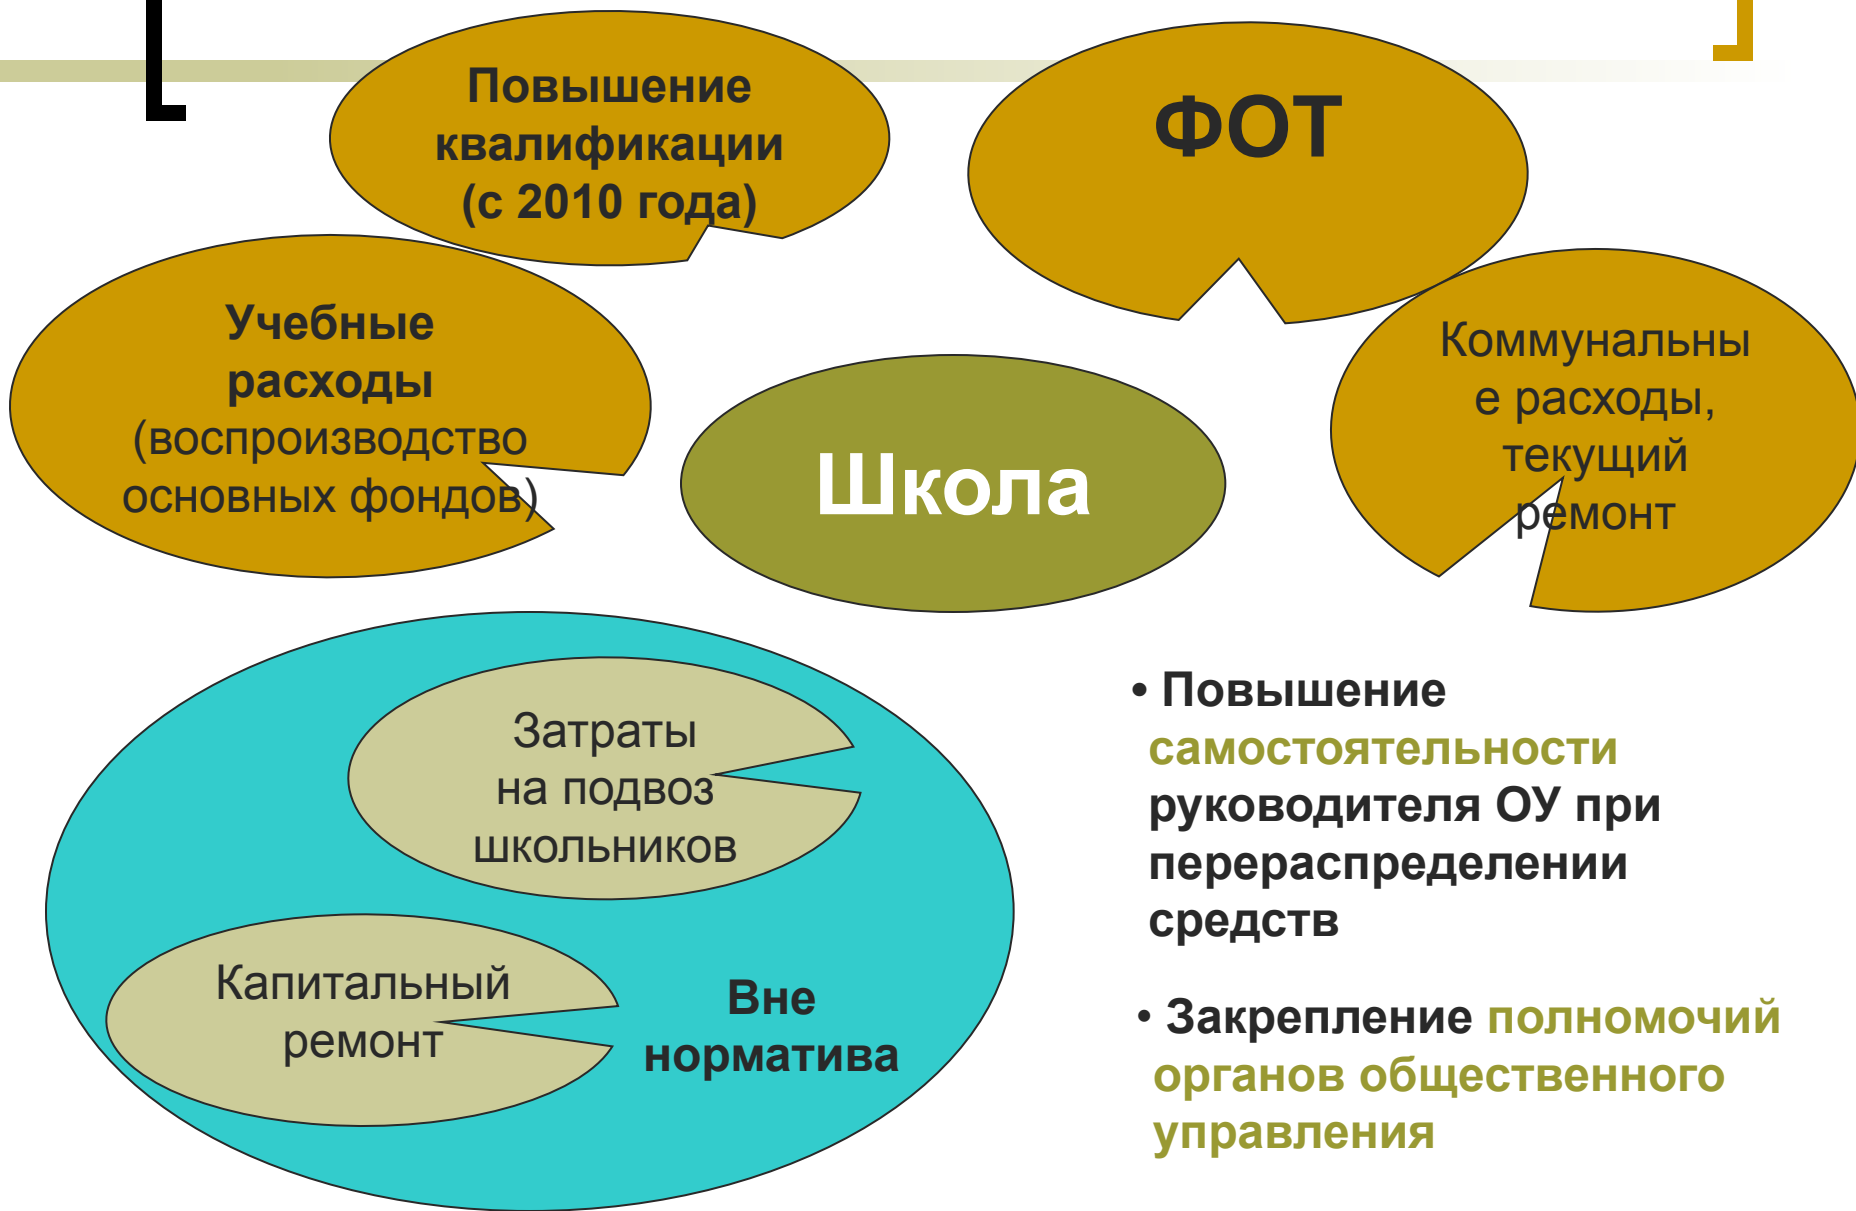 Повышение
квалификации
(с 2010 года)
ФОТ
Учебные
расходы
(воспроизводство
основных фондов)
Коммунальны
е расходы,
текущий
ремонт
Школа
Затраты
на подвоз
школьников
Капитальный
ремонт
Вне
норматива
• Повышение
самостоятельности
руководителя ОУ при
перераспределении
средств
• Закрепление полномочий
органов общественного
управления